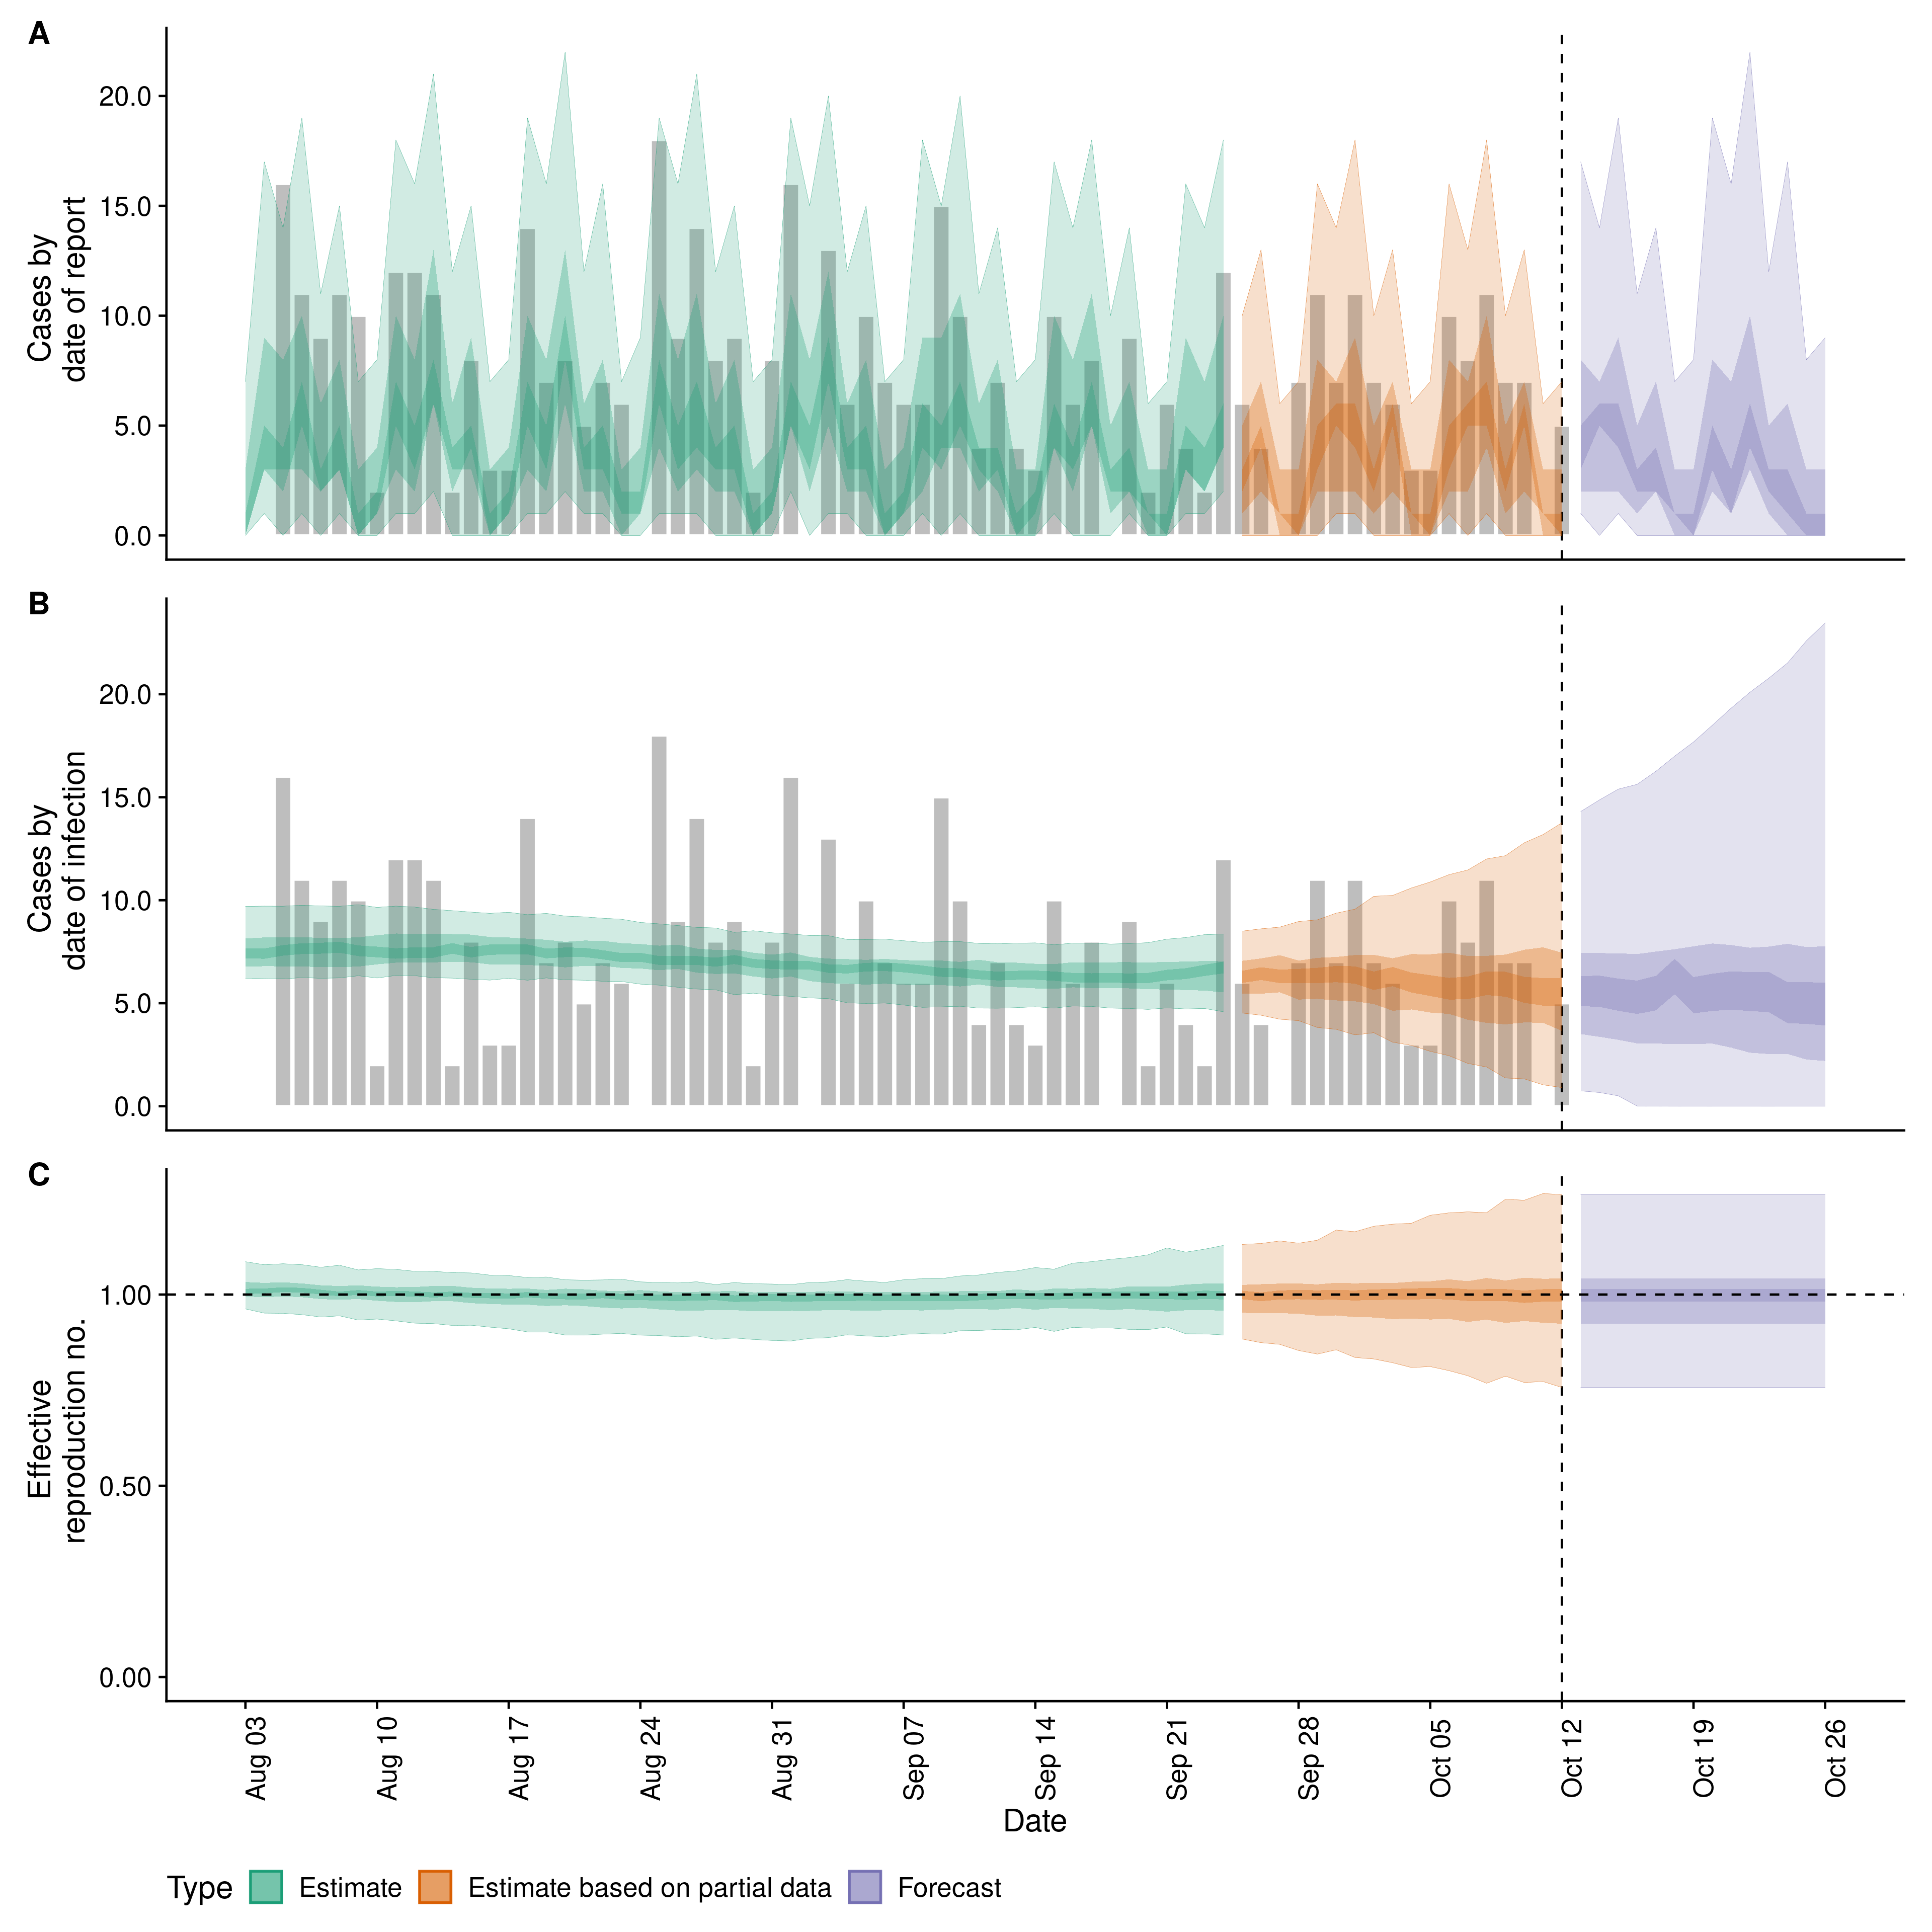 A
Cases by
date of report
20.0
15.0
10.0
5.0
0.0
B
Cases by
date of infection
20.0
15.0
10.0
5.0
0.0
C
Effective
reproduction no.
1.00
0.50
0.00
Aug 03
Aug 10
Aug 17
Aug 24
Aug 31
Sep 07
Sep 14
Sep 21
Sep 28
Oct 05
Oct 12
Oct 19
Oct 26
Date
Type Estimate Estimate based on partial data Forecast